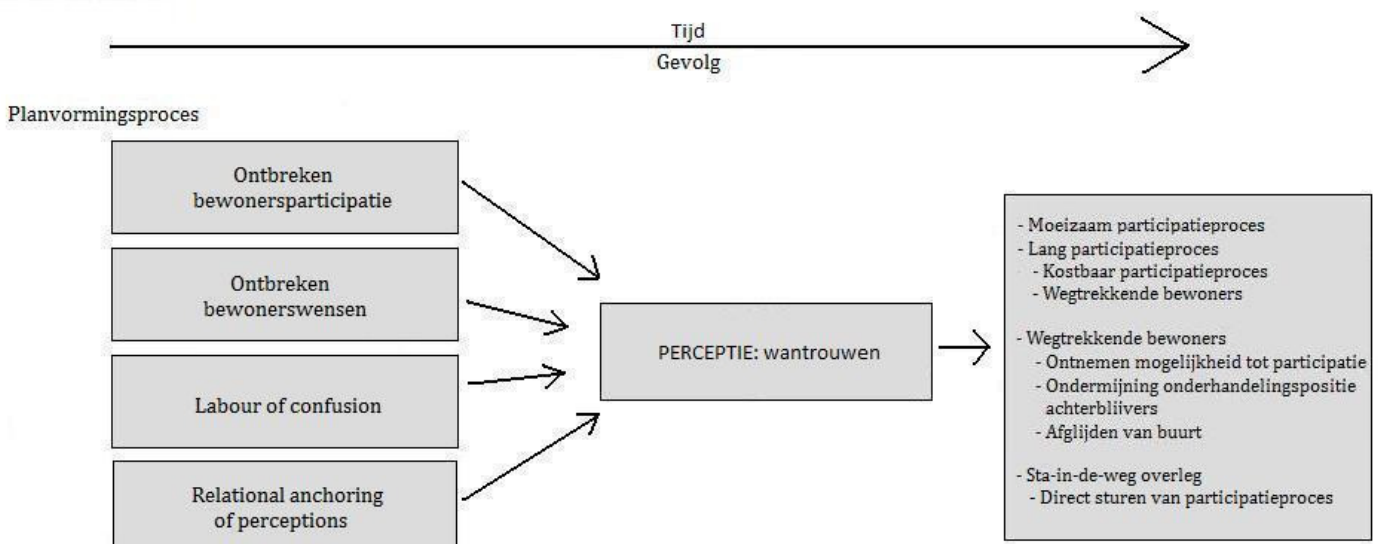 Tijd
Gevolg
Planvormingsproces
Ontbreken
bewonersparticipatie
Ontbreken
bewonerswensen
Labour of confusion
Relational anchoring
of perceptions
PERCEPTIE: wantrouwen
- Moeizaam participatieproces
- Lang participatieproces
- Kostbaar participatieproces
- Wegtrekkende bewoners
- Wegtrekkende bewoners
- Ontnemen mogelijkheid tot participatie
- Ondermijning onderhandelingspositie
achterblijvers
- Afglijden van buurt
- Sta-in-de-weg overleg
- Direct sturen van participatieproces